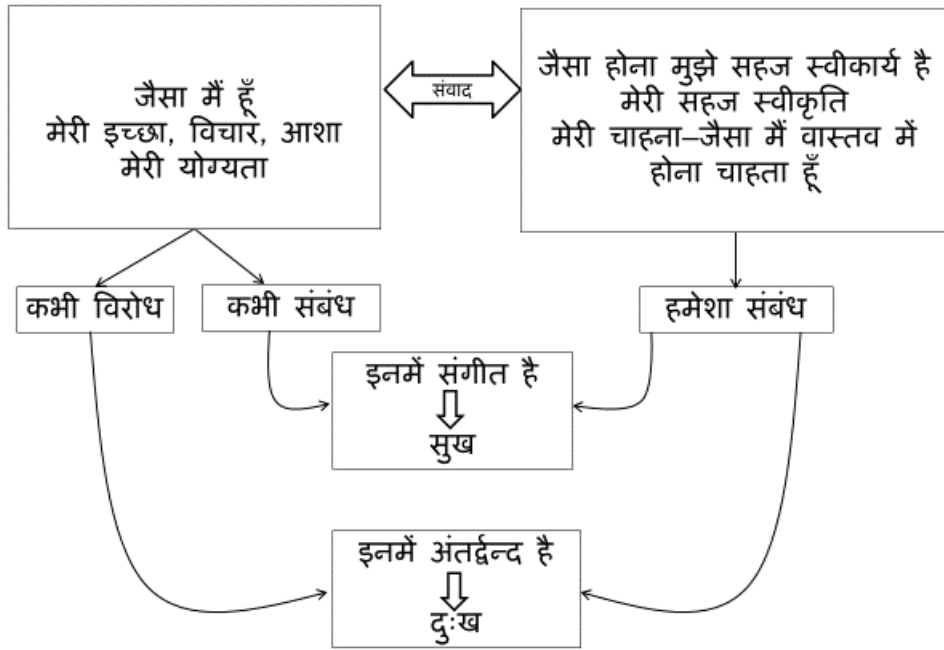 जैसा मैं हूँ
मेरी इच्छा, विचार, आशा
मेरी योग्यता
संवाद
जैसा होना मुझे सहज स्वीकार्य है
मेरी सहज स्वीकृति
मेरी चाहना–जैसा मैं वास्तव में
होना चाहता हूँ
कभी विरोध
कभी संबंध
हमेशा संबंध
इनमें संगीत है
सुख
इनमें अंतर्द्वन्द है
दुःख